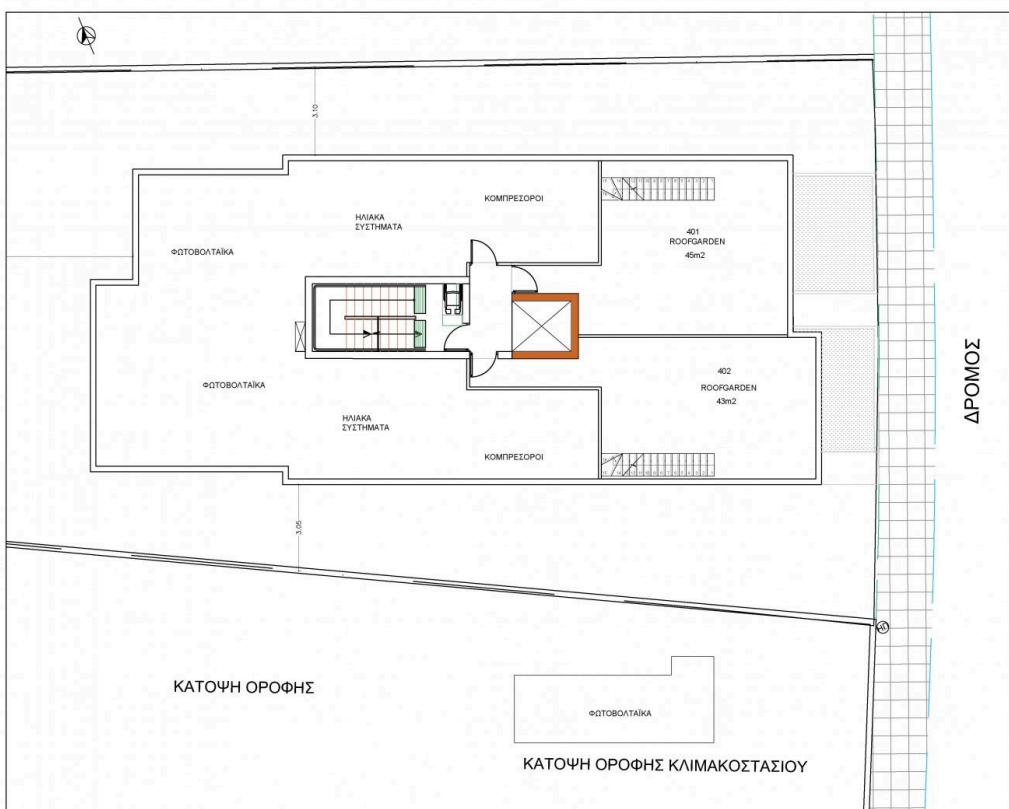 3.10
ΚΟΜΠΡΕΣΟΡΟΙ
ΗΛΙΑΚΑ
ΣΥΣΤΗΜΑΤΑ
401
ROOFGARDEN
45m2
ΦΩΤΟΒΟΛΤΑΪΚΑ
ΦΩΤΟΒΟΛΤΑΪΚΑ
402
ROOFGARDEN
43m2
ΔΡΟΜΟΣ
ΗΛΙΑΚΑ
ΣΥΣΤΗΜΑΤΑ
ΚΟΜΠΡΕΣΟΡΟΙ
3.05
ΚΑΤΟΨΗ ΟΡΟΦΗΣ
ΦΩΤΟΒΟΛΤΑΪΚΑ
ΚΑΤΟΨΗ ΟΡΟΦΗΣ ΚΛΙΜΑΚΟΣΤΑΣΙΟΥ